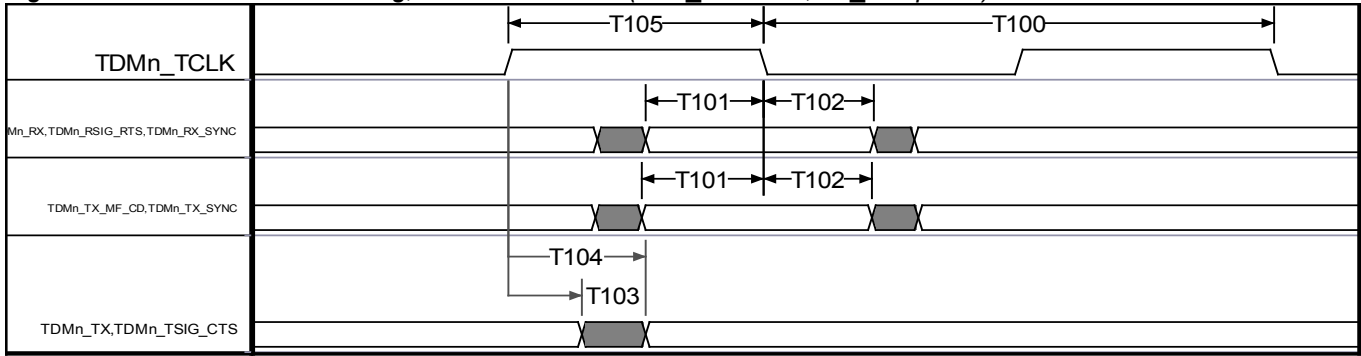 T105 T100
TDMn_TCLK
T101 T102
Mn_RX,TDMn_RSIG_RTS,TDMn_RX_SYNC
T101 T102
TDMn_TX_MF_CD,TDMn_TX_SYNC
T104
T103
TDMn_TX,TDMn_TSIG_CTS